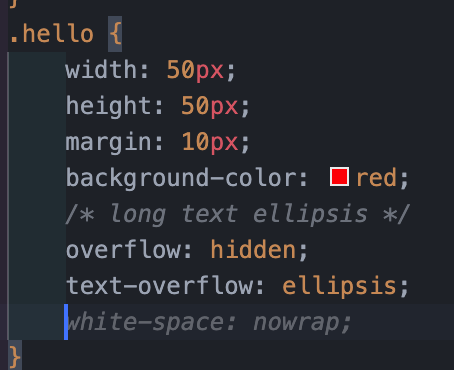 }
.hello {
width: 50px;
height: 50px;
margin: 10px;
background-color: red;
/* long text ellipsis */
overflow: hidden;
text-overflow: ellipsis;
white-space: nowrap;
}